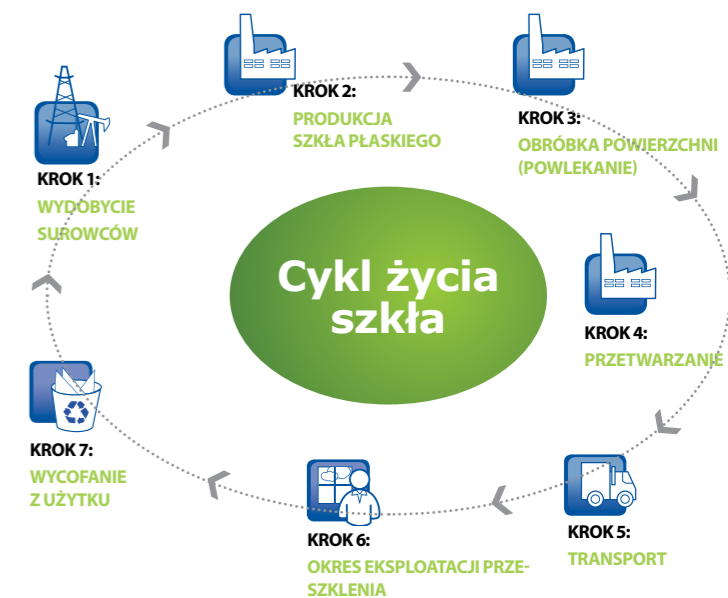 Cykl życia
szkła
KROK 1:
WYDOBYCIE
SUROWCÓW
KROK 2:
PRODUKCJA
SZKŁA PŁASKIEGO
KROK 3:
OBRÓBKA POWIERZCHNI
(POWLEKANIE)
KROK 4:
PRZETWARZANIE
KROK 5:
TRANSPORT
KROK 6:
OKRES EKSPLOATACJI PRZE-
SZKLENIA
KROK 7:
WYCOFANIE
Z UŻYTKU